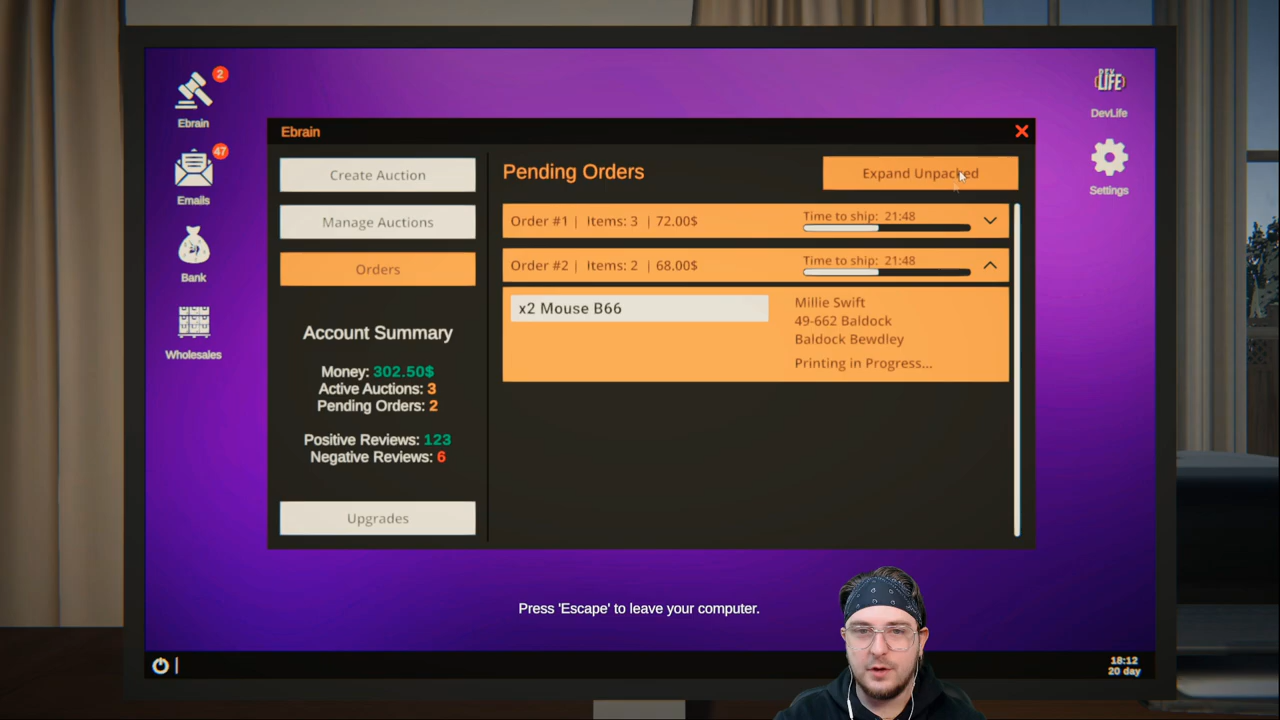 2
Ebrain
47
Emails
Bank
Wholesales
DEV
LIFE
DevLife
Settings
Ebrain
Create Auction
Manage Auctions
Orders
Account Summary
Money: 302.50$
Active Auctions: 3
Pending Orders: 2
Positive Reviews: 123
Negative Reviews: 6
Upgrades
Pending Orders
Expand Unpacked
Order #1 | Items: 3 | 72.00$
Time to ship: 21:48
Order #2 | Items: 2 | 68.00$
Time to ship: 21:48
x2 Mouse B66
Millie Swift
49-662 Baldock
Baldock Bewdley
Printing in Progress...
Press 'Escape' to leave your computer.
18:12
20 day